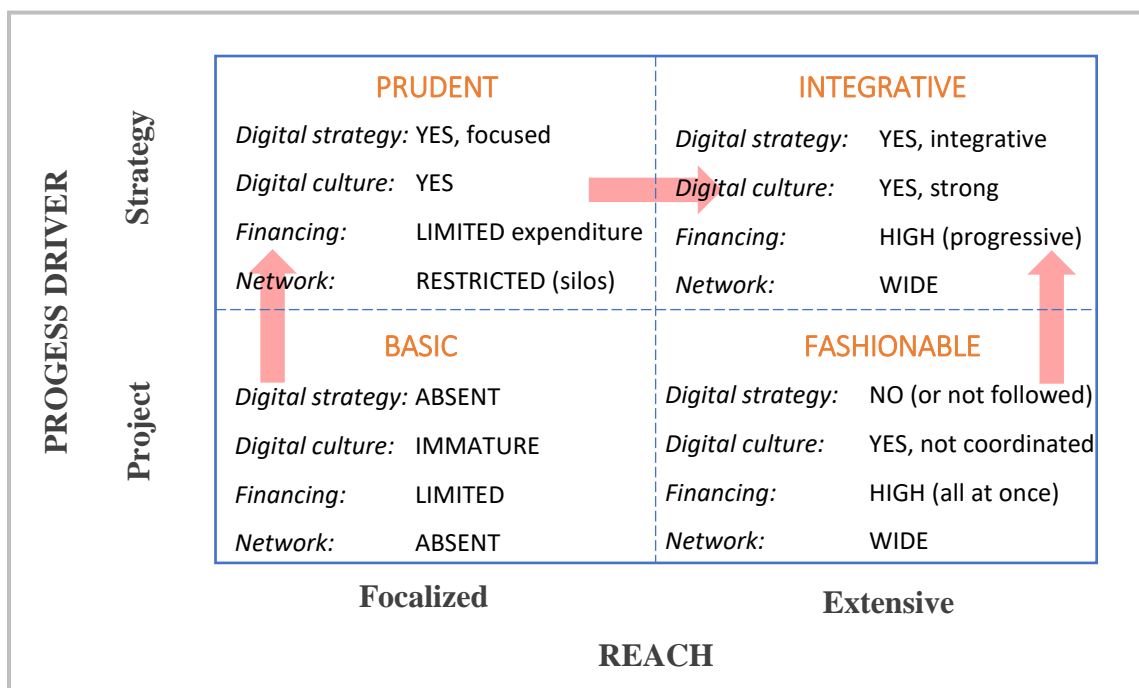 PROGESS DRIVER
Strategy
PRUDENT
Digital strategy: YES, focused
Digital culture: YES
Financing: LIMITED expenditure
Network: RESTRICTED (silos)
INTEGRATIVE
Digital strategy: YES, integrative
Digital culture: YES, strong
Financing: HIGH (progressive)
Network: WIDE
Project
BASIC
Digital strategy: ABSENT
Digital culture: IMMATURE
Financing: LIMITED
Network: ABSENT
FASHIONABLE
Digital strategy: NO (or not followed)
Digital culture: YES, not coordinated
Financing: HIGH (all at once)
Network: WIDE
Focalized
Extensive
REACH